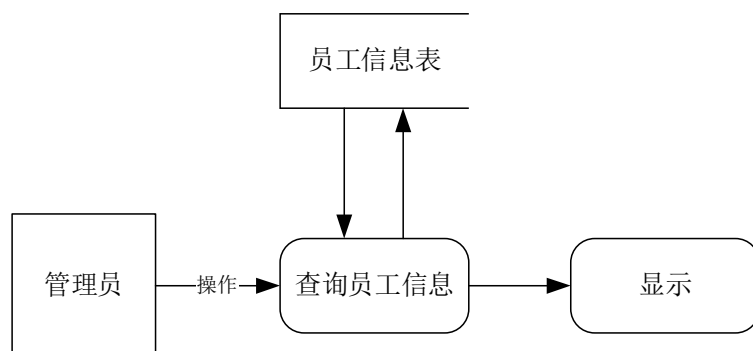 员工信息表
管理员
操作
查询员工信息
显示